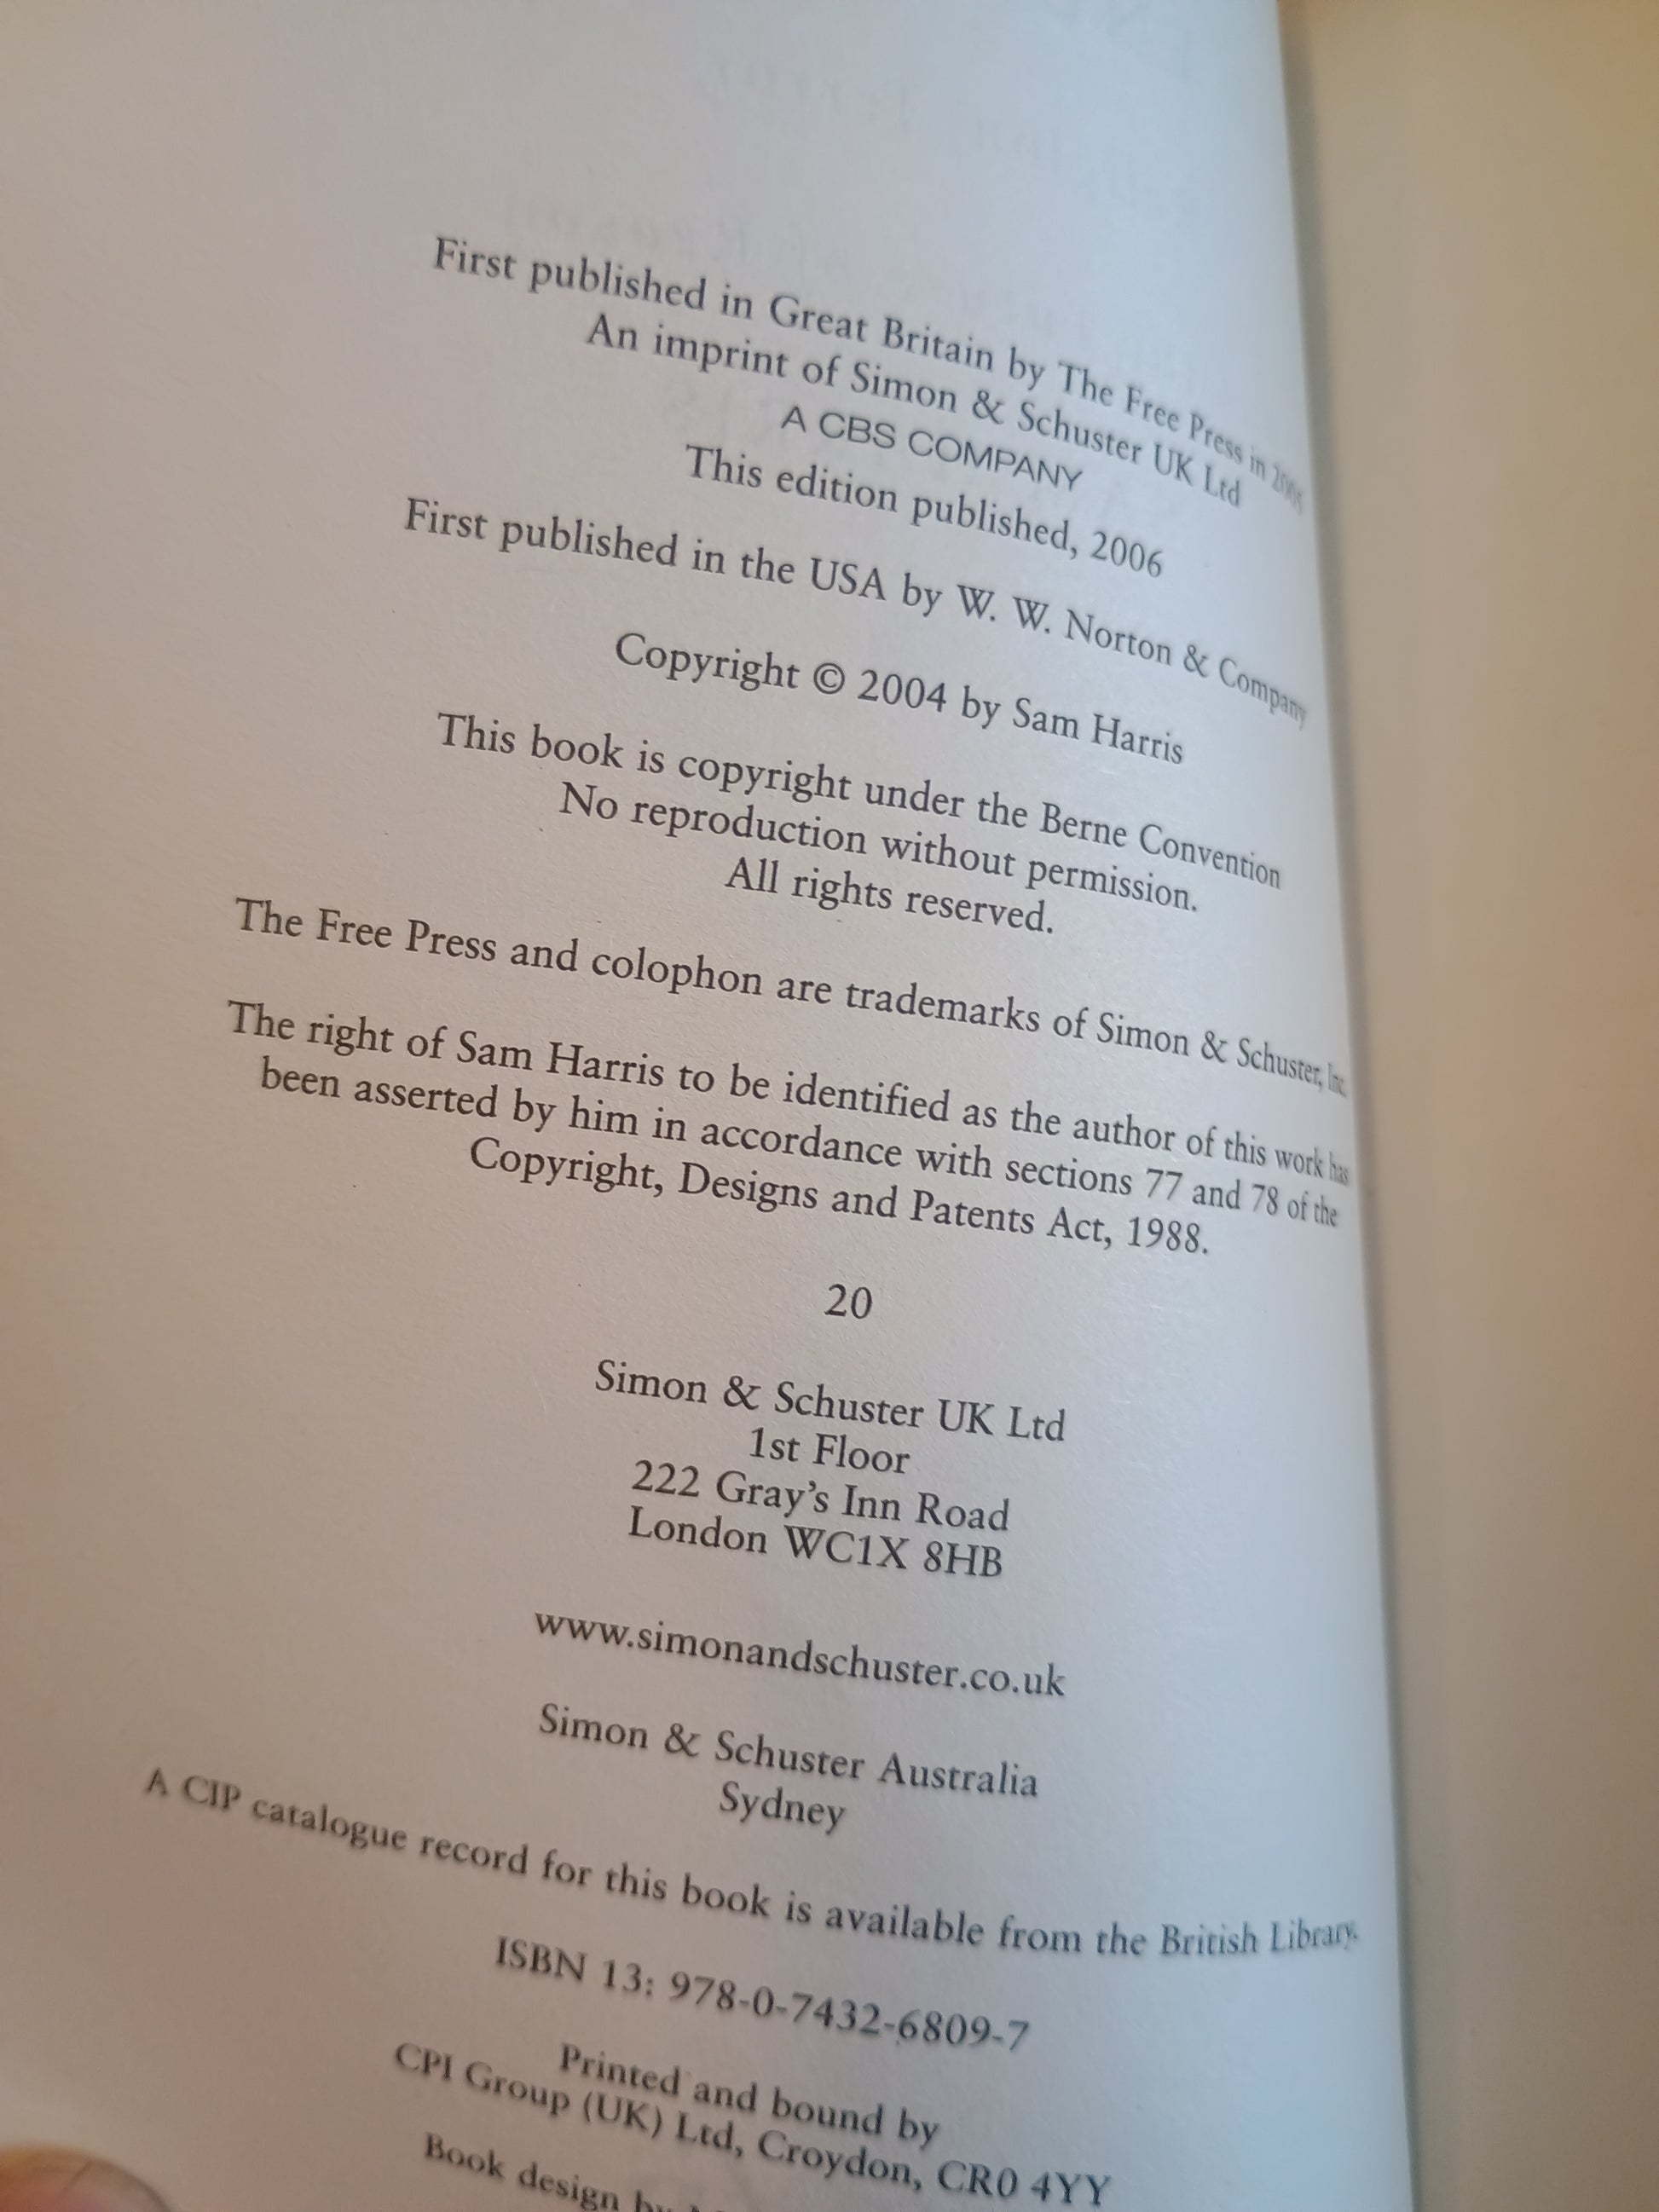 First published in Great Britain by The Free Press in
An imprint of Simon & Schuster UK Ltd
A CBS COMPANY
This edition published, 2006
First published in the USA by W. W. Norton & Company
Copyright © 2004 by Sam Harris
This book is copyright under the Berne Convention
No reproduction without permission.
All rights reserved.
The Free Press and colophon are trademarks of Simon & Schuster, Inc.
The right of Sam Harris to be identified as the author of this work has
been asserted by him in accordance with sections 77 and 78 of the
Copyright, Designs and Patents Act, 1988.
20
Simon & Schuster UK Ltd
1st Floor
222 Gray's Inn Road
London WC1X 8HB
www.simonandschuster.co.uk
Simon & Schuster Australia
Sydney
A CIP catalogue record for this book is available from the British Library.
ISBN 13: 978-0-7432-6809-7
Printed and bound by
CPI Group (UK) Ltd, Croydon, CR0 4YY
Book design by